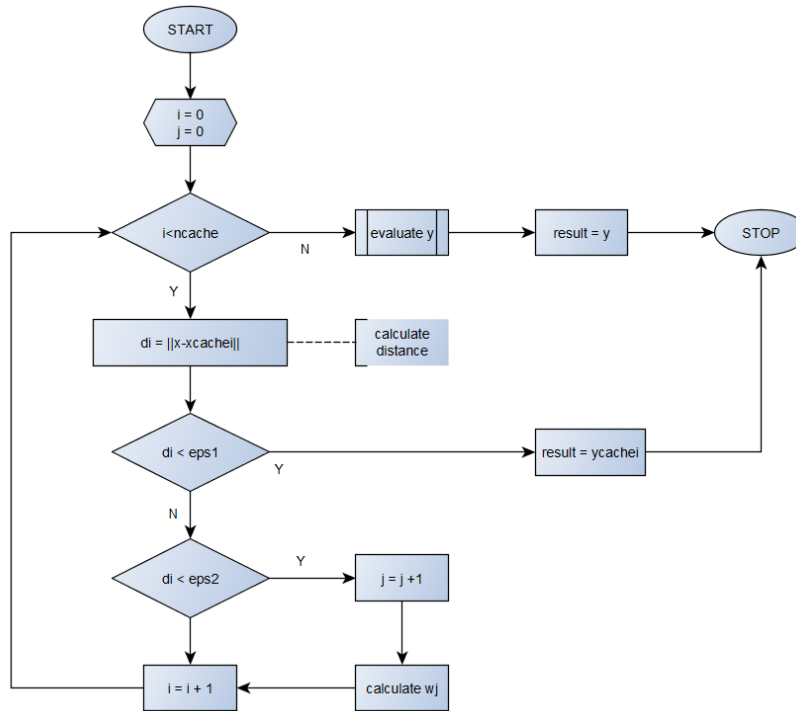 START
i = 0
j = 0
i<ncache
N
evaluate y
result = y
STOP
Y
di = ||x-xcachei||
calculate
distance
di < eps1
Y
result = ycachei
N
di < eps2
Y
j = j +1
i = i + 1
calculate wj